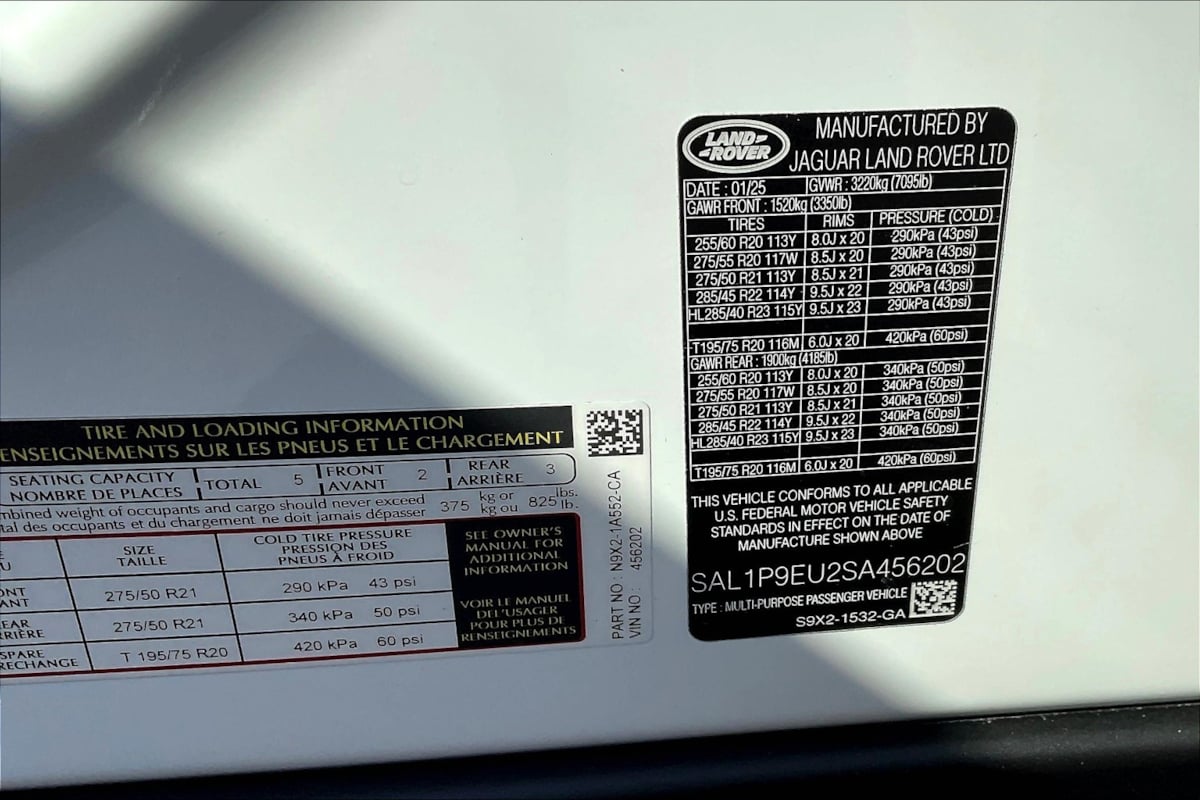 LAND-
-ROVER
MANUFACTURED BY
JAGUAR LAND ROVER LTD
DATE : 01/25 GVWR : 3220kg (7095lb)
GAWR FRONT : 1520kg (3350lb)
TIRES RIMS PRESSURE (COLD)
255/60 R20 113Y 8.0J x 20 290kPa (43psi)
275/55 R20 117W 8.5J x 20 290kPa (43psi)
275/50 R21 113Y 8.5J x 21 290kPa (43psi)
285/45 R22 114Y 9.5J x 22 290kPa (43psi)
HL285/40 R23 115Y 9.5J x 23 290kPa (43psi)
T195/75 R20 116M 6.0J x 20 420kPa (60psi)
GAWR REAR : 1900kg (4185lb)
255/60 R20 113Y 8.0J x 20 340kPa (50psi)
275/55 R20 117W 8.5J x 20 340kPa (50psi)
275/50 R21 113Y 8.5J x 21 340kPa (50psi)
285/45 R22 114Y 9.5J x 22 340kPa (50psi)
HL285/40 R23 115Y 9.5J x 23 340kPa (50psi)
T195/75 R20 116M 6.0J x 20 420kPa (60psi)
THIS VEHICLE CONFORMS TO ALL APPLICABLE
U.S. FEDERAL MOTOR VEHICLE SAFETY
STANDARDS IN EFFECT ON THE DATE OF
MANUFACTURE SHOWN ABOVE
SAL1P9EU2SA456202
TYPE : MULTI-PURPOSE PASSENGER VEHICLE
S9X2-1532-GA
TIRE AND LOADING INFORMATION
ENSEIGNEMENTS SUR LES PNEUS ET LE CHARGEMENT
SEATING CAPACITY
NOMBRE DE PLACES
TOTAL 5
FRONT
AVANT
2
REAR
ARRIÈRE
3
mbined weight of occupants and cargo should never exceed 375 kg or 825 lbs.
tal des occupants et du chargement ne doit jamais dépasser kg ou lb.
SIZE
TAILLE
COLD TIRE PRESSURE
PRESSION DES
PNEUS À FROID
ONT
ANT
275/50 R21 290 kPa 43 psi
EAR
RRIÈRE
275/50 R21 340 kPa 50 psi
SPARE
RECHANGE
T 195/75 R20 420 kPa 60 psi
SEE OWNER'S
MANUAL FOR
ADDITIONAL
INFORMATION
VOIR LE MANUEL
DE L'USAGER
POUR PLUS DE
RENSEIGNEMENTS
PART NO : N9X2-1A552-CA
VIN NO : 456202